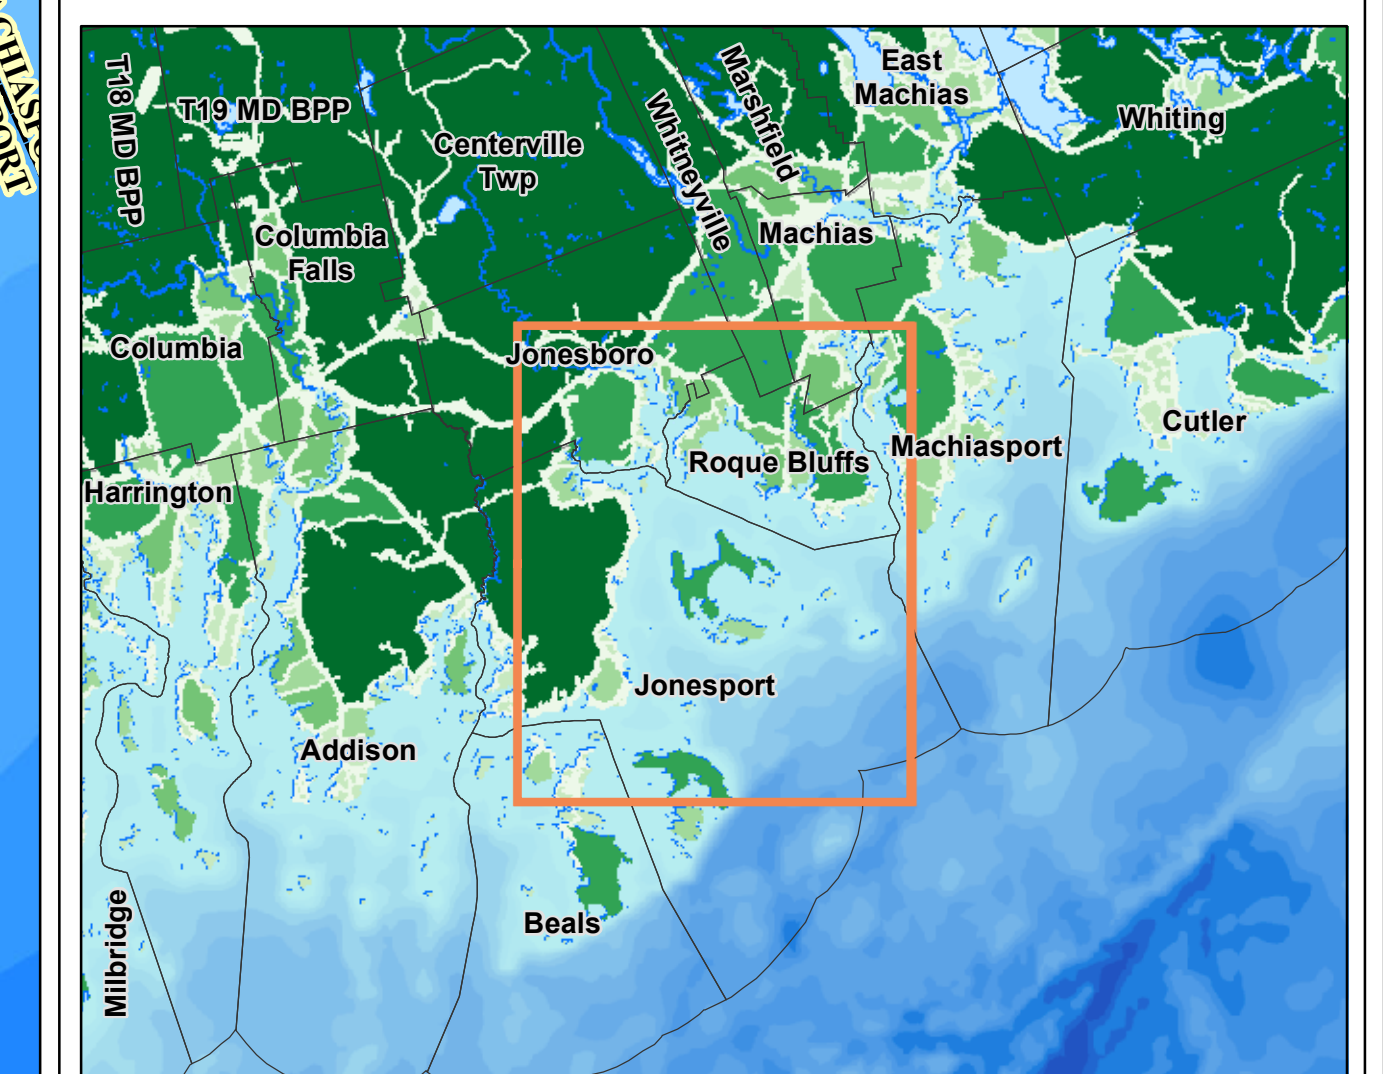 T18 MD BPP
T19 MD BPP
Centerville
Twp
Whitneyville
Marshfield
East
Machias
Whiting
Columbia
Falls
Machias
Columbia
Jonesboro
Harrington
Roque Bluffs
Machiasport
Cutler
Jonesport
Addison
Beals
Milbridge